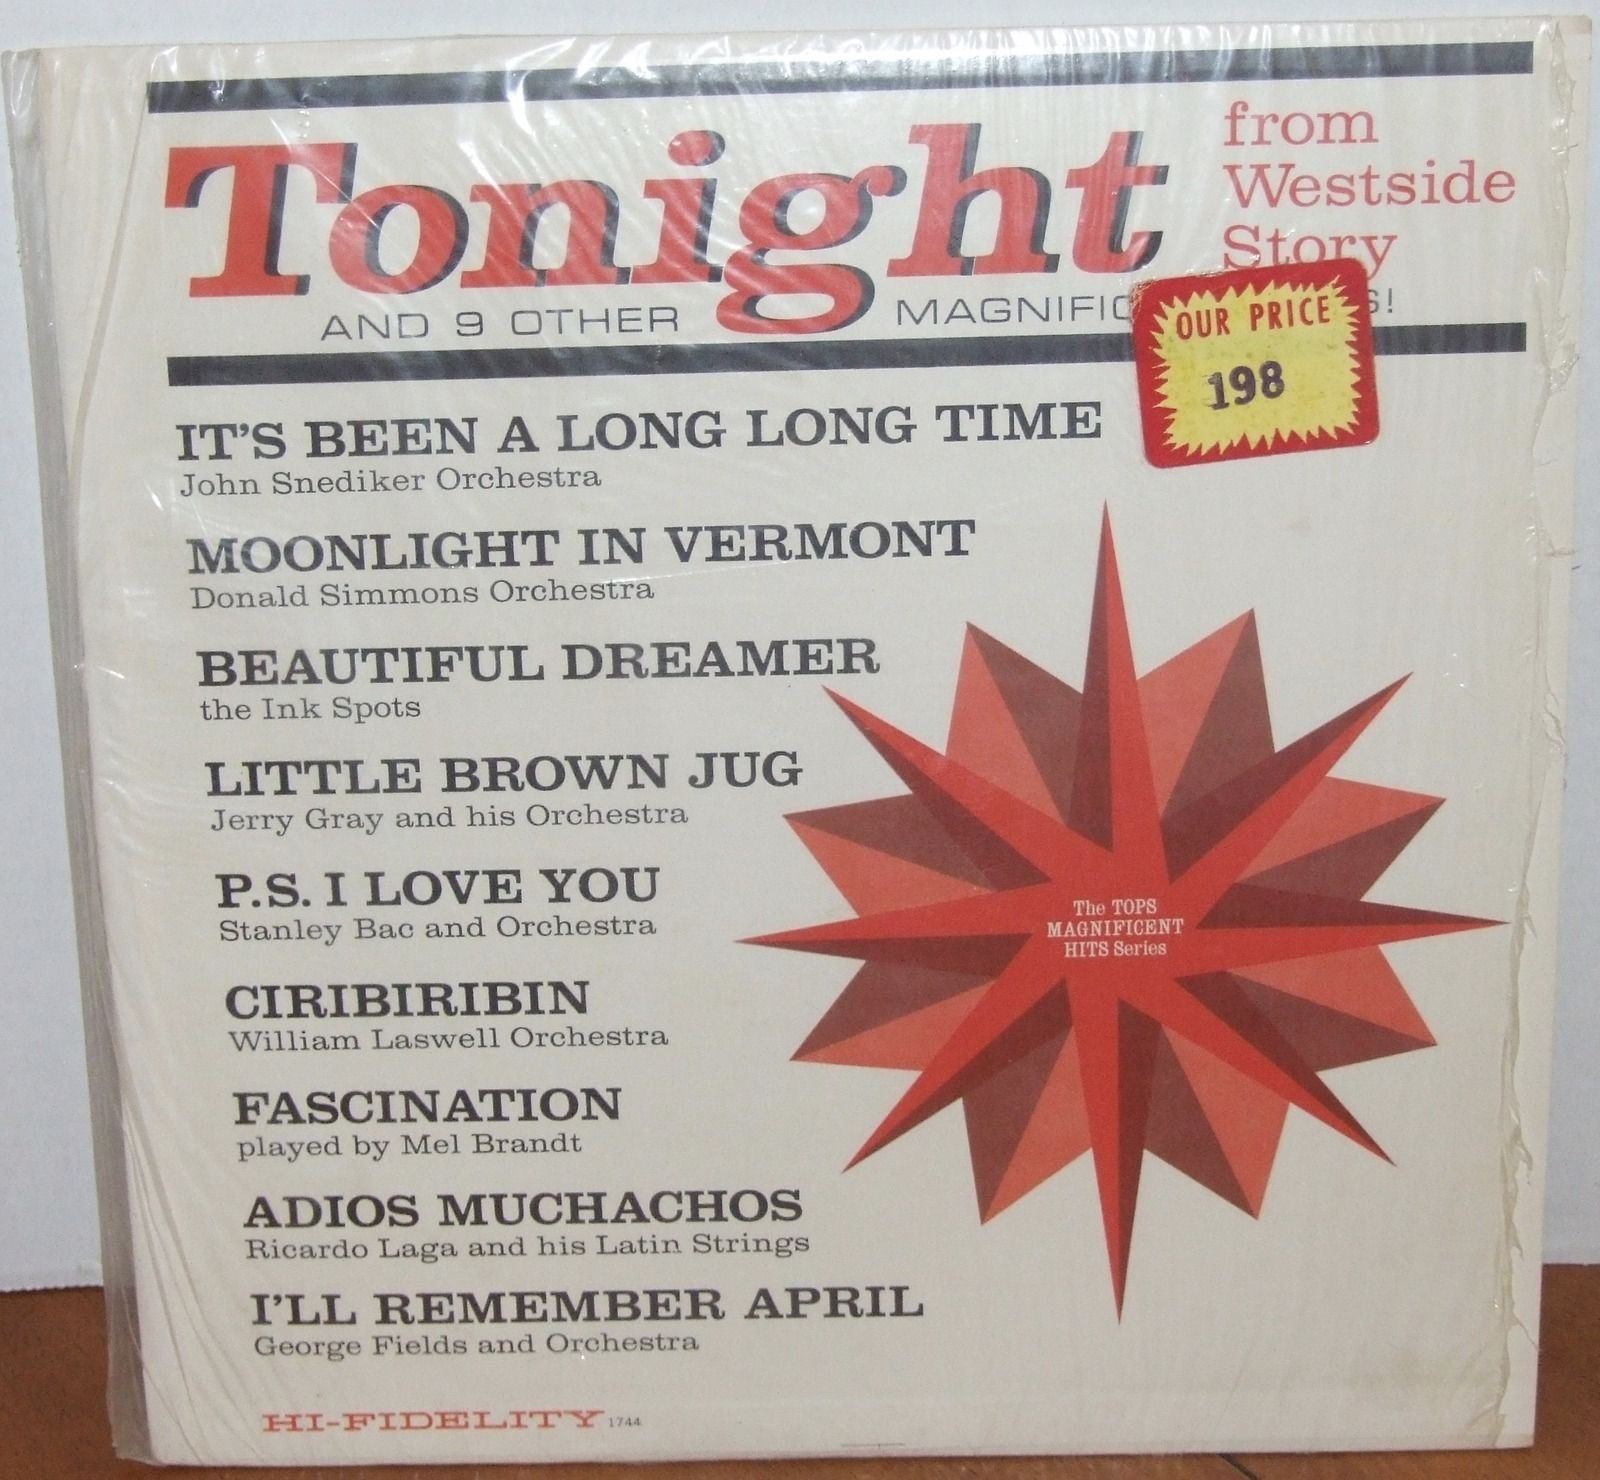 Tonight
from
Westside
Story
AND 9 OTHER MAGNIFIC
OUR PRICE
198
IT'S BEEN A LONG LONG TIME
John Snediker Orchestra
MOONLIGHT IN VERMONT
Donald Simmons Orchestra
BEAUTIFUL DREAMER
the Ink Spots
LITTLE BROWN JUG
Jerry Gray and his Orchestra
P.S. I LOVE YOU
Stanley Bac and Orchestra
CIRIBIRIBIN
William Laswell Orchestra
FASCINATION
played by Mel Brandt
ADIOS MUCHACHOS
Ricardo Laga and his Latin Strings
I'LL REMEMBER APRIL
George Fields and Orchestra
The TOPS
MAGNIFICENT
HITS Series
HI-FIDELITY 1744